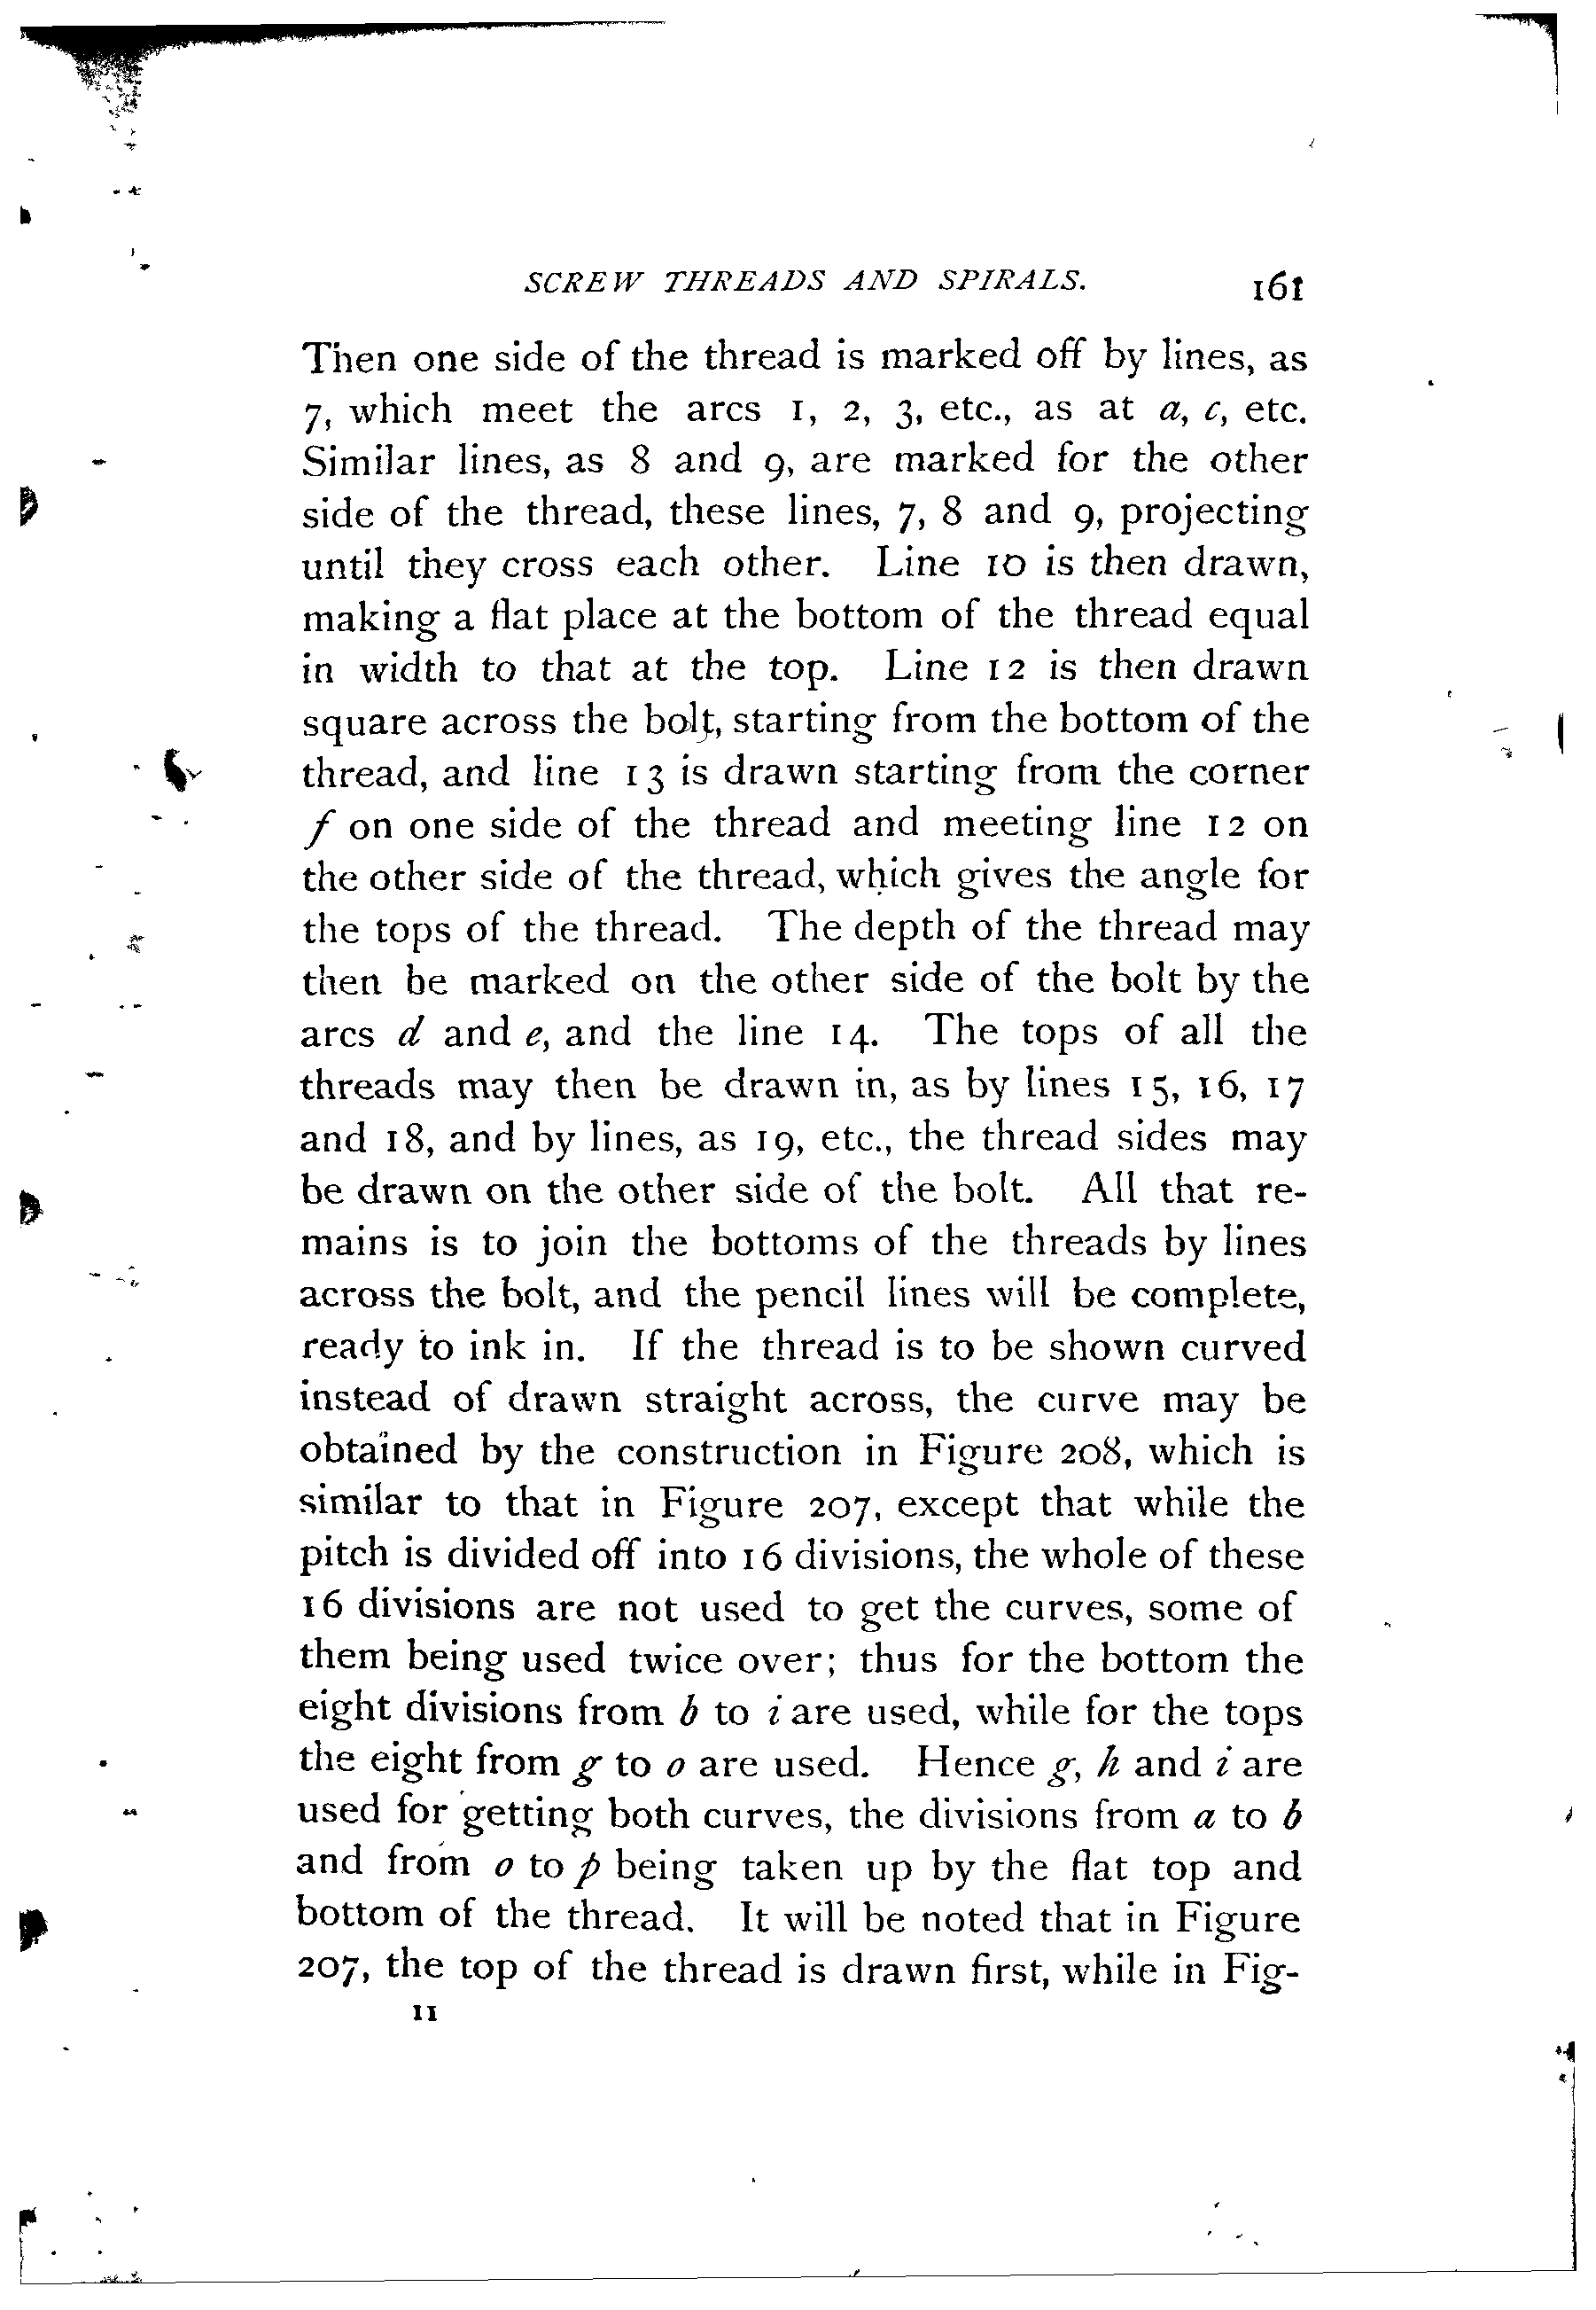 SCREW THREADS AND SPIRALS. 161
Then one side of the thread is marked off by lines, as
7, which meet the arcs 1, 2, 3, etc., as at a, c, etc.
Similar lines, as 8 and 9, are marked for the other
side of the thread, these lines, 7, 8 and 9, projecting
until they cross each other. Line 10 is then drawn,
making a flat place at the bottom of the thread equal
in width to that at the top. Line 12 is then drawn
square across the bolt, starting from the bottom of the
thread, and line 13 is drawn starting from the corner
f on one side of the thread and meeting line 12 on
the other side of the thread, which gives the angle for
the tops of the thread. The depth of the thread may
then be marked on the other side of the bolt by the
arcs d and e, and the line 14. The tops of all the
threads may then be drawn in, as by lines 15, 16, 17
and 18, and by lines, as 19, etc., the thread sides may
be drawn on the other side of the bolt. All that re-
mains is to join the bottoms of the threads by lines
across the bolt, and the pencil lines will be complete,
ready to ink in. If the thread is to be shown curved
instead of drawn straight across, the curve may be
obtained by the construction in Figure 208, which is
similar to that in Figure 207, except that while the
pitch is divided off into 16 divisions, the whole of these
16 divisions are not used to get the curves, some of
them being used twice over; thus for the bottom the
eight divisions from b to i are used, while for the tops
the eight from g to o are used. Hence g, h and i are
used for getting both curves, the divisions from a to b
and from o to p being taken up by the flat top and
bottom of the thread. It will be noted that in Figure
207, the top of the thread is drawn first, while in Fig-
11